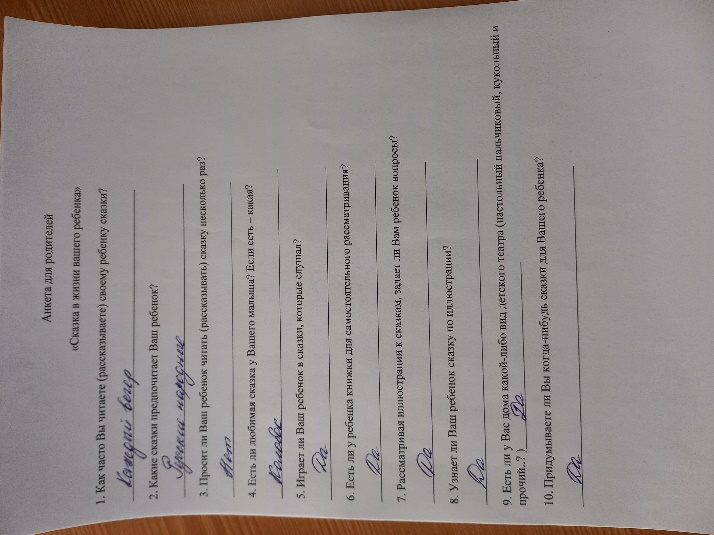 Анкета для родителей
«Сказка в жизни вашего ребенка»
1. Как часто Вы читаете (рассказываете) своему ребенку сказки?
Каждый вечер
2. Какие сказки предпочитает Ваш ребенок?
Русские народные
3. Просит ли Ваш ребенок читать (рассказывать) сказку несколько раз?
Нет
4. Есть ли любимая сказка у Вашего малыша? Если есть – какая?
Колобок
5. Играет ли Ваш ребенок в сказки, которые слушал?
Да
6. Есть ли у ребенка книжки для самостоятельного рассматривания?
Да
7. Рассматривая иллюстрации к сказкам, задает ли Вам ребенок вопросы?
Да
8. Узнает ли Ваш ребенок сказку по иллюстрации?
Да
9. Есть ли у Вас дома какой-либо вид детского театра (настольный пальчиковый, кукольный и
прочий..? ) Да
10. Придумываете ли Вы когда-нибудь сказки для Вашего ребенка?
Да